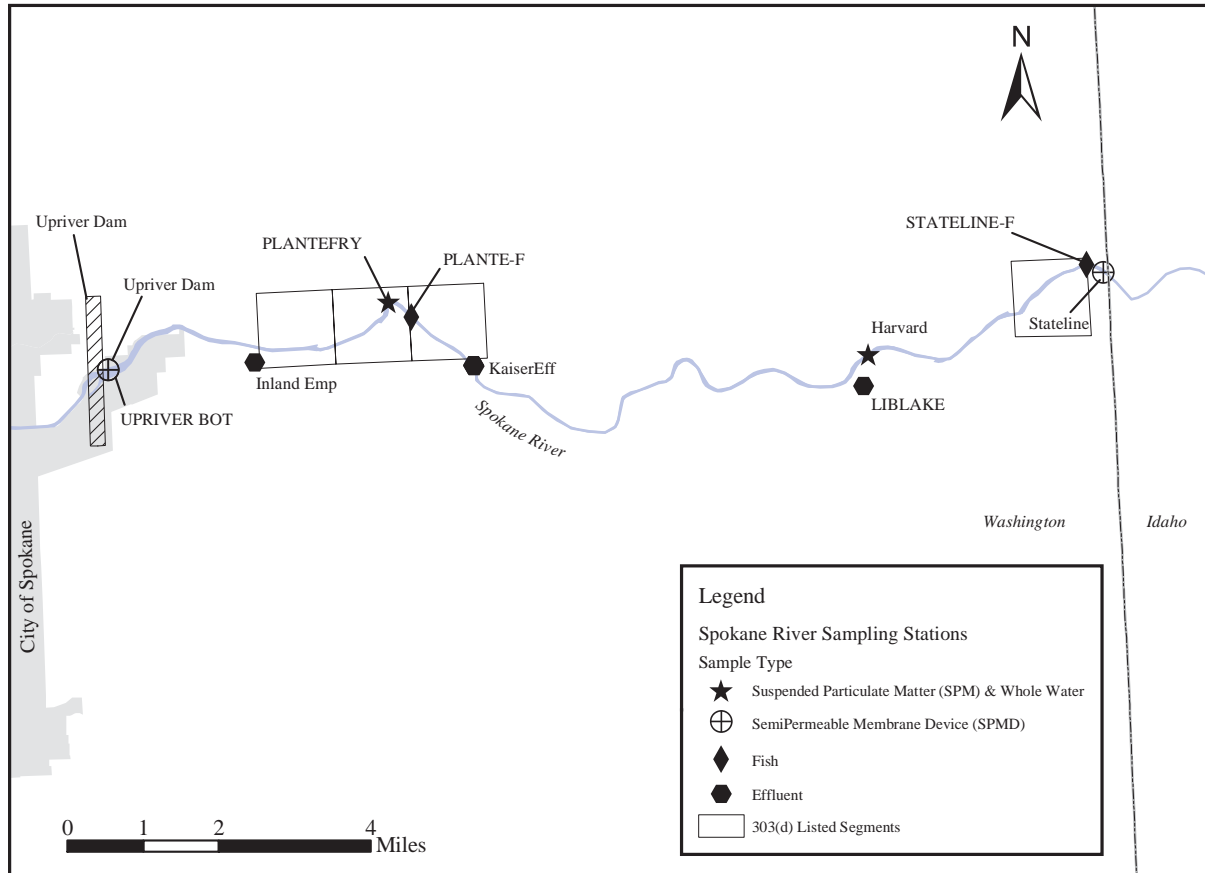 N
STATELINE-F
Upriver Dam
PLANTEFRY
PLANTE-F
Upriver Dam
Stateline
Harvard
Inland Emp
KaiserEff
LIBLAKE
UPRIVER BOT
Spokane River
Washington
Idaho
City of Spokane
Legend
Spokane River Sampling Stations
Sample Type
Suspended Particulate Matter (SPM) & Whole Water
SemiPermeable Membrane Device (SPMD)
Fish
Effluent
303(d) Listed Segments
0 1 2 4
Miles